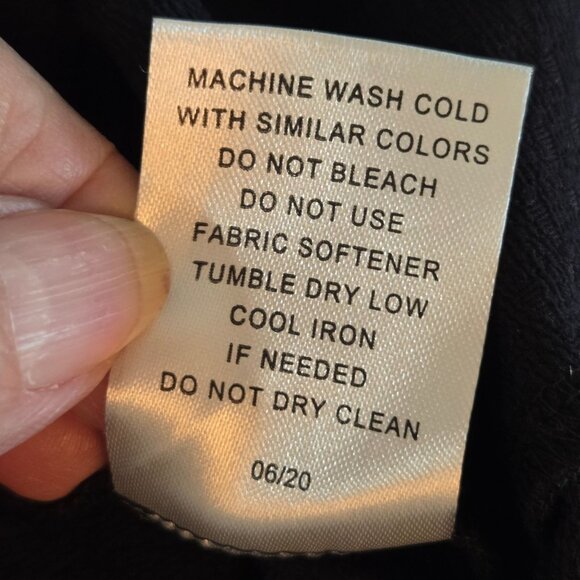 MACHINE WASH COLD
WITH SIMILAR COLORS
DO NOT BLEACH
DO NOT USE
FABRIC SOFTENER
TUMBLE DRY LOW
COOL IRON
IF NEEDED
DO NOT DRY CLEAN
06/20